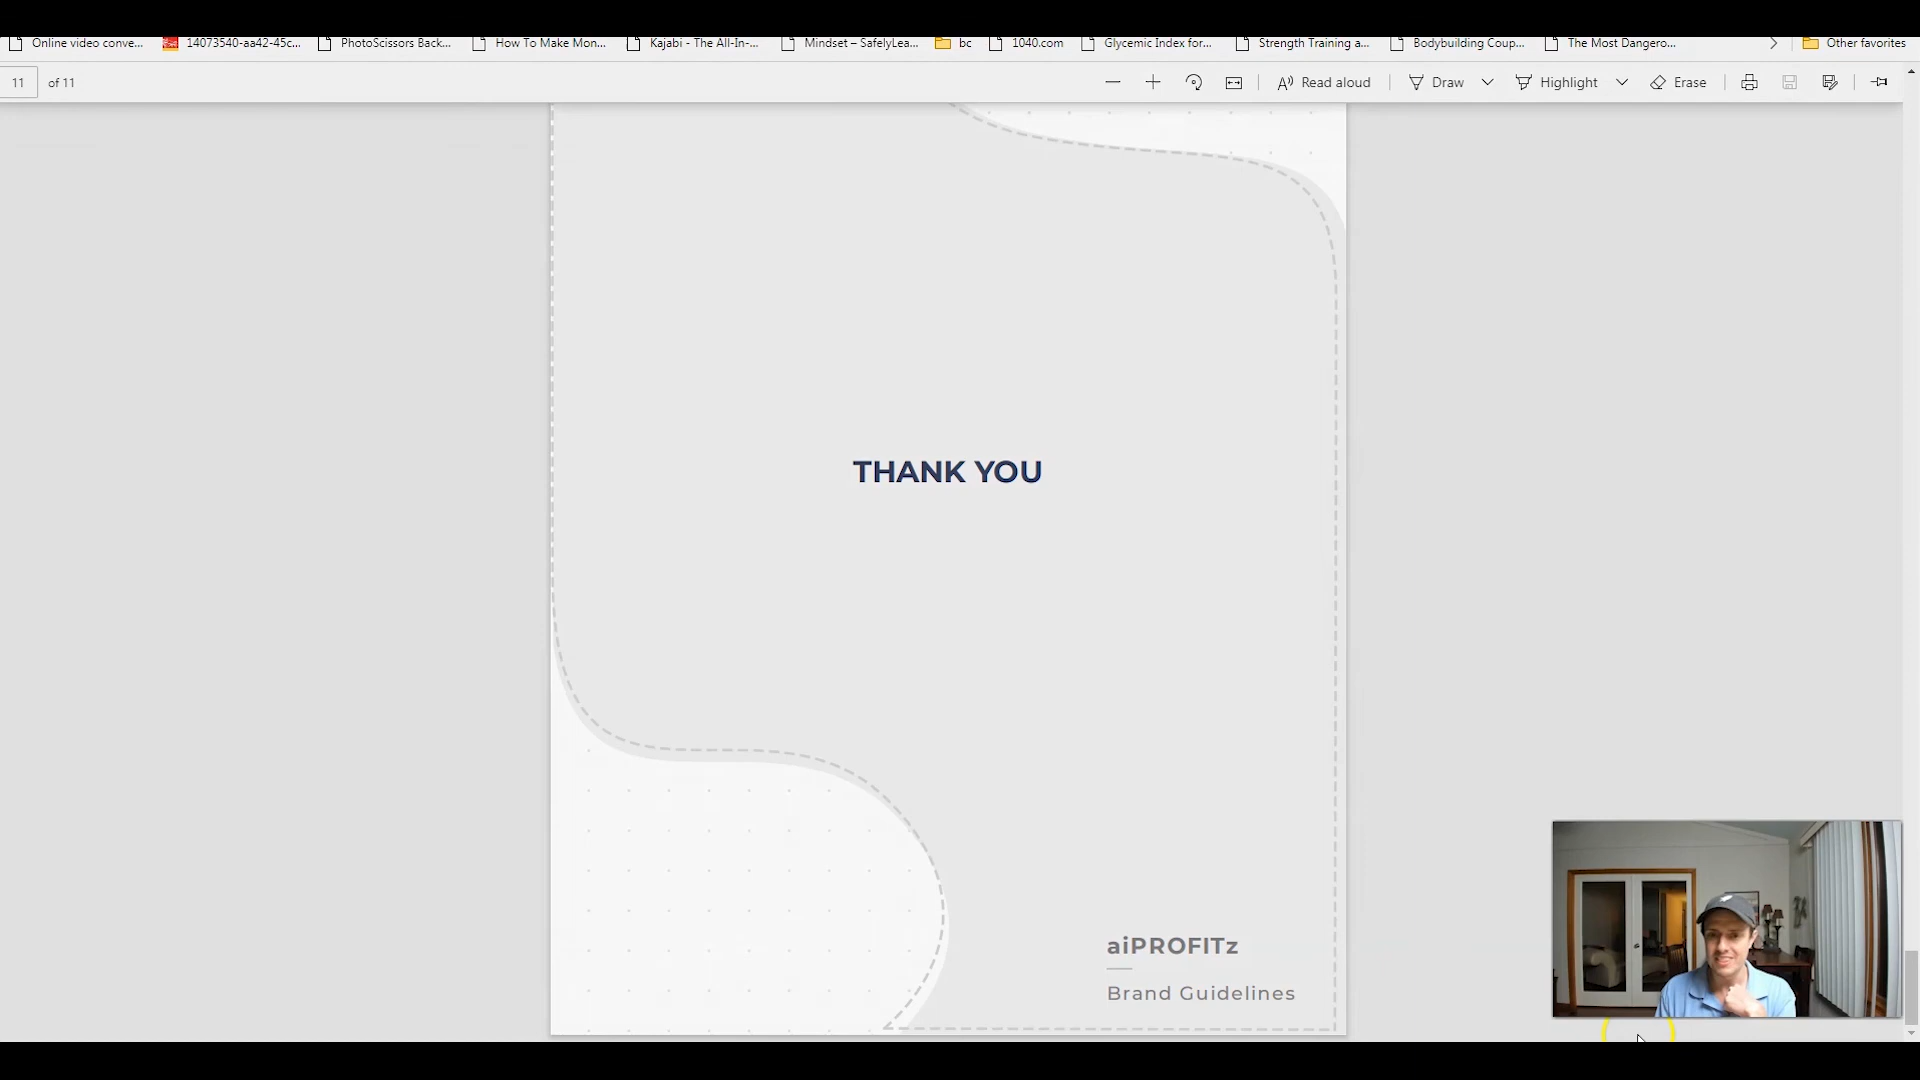 Online video conve...
14073540-aa42-45c...
PhotoScissors Back...
How To Make Mon...
Kajabi - The All-In-...
Mindset – SafelyLea...
bc
1040.com
Glycemic Index for...
Strength Training a...
Bodybuilding Coup...
The Most Dangero...
Other favorites
11 of 11
Read aloud
Draw
Highlight
Erase
THANK YOU
aiPROFITz
Brand Guidelines